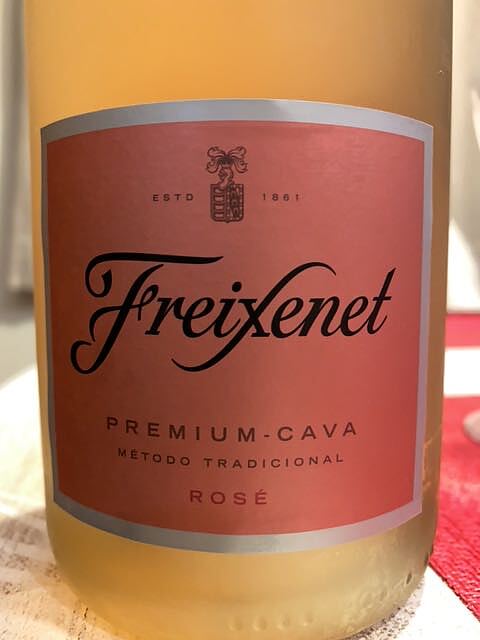 ESTD 1861
Freixenet
PREMIUM-CAVA
MÉTODO TRADICIONAL
ROSÉ